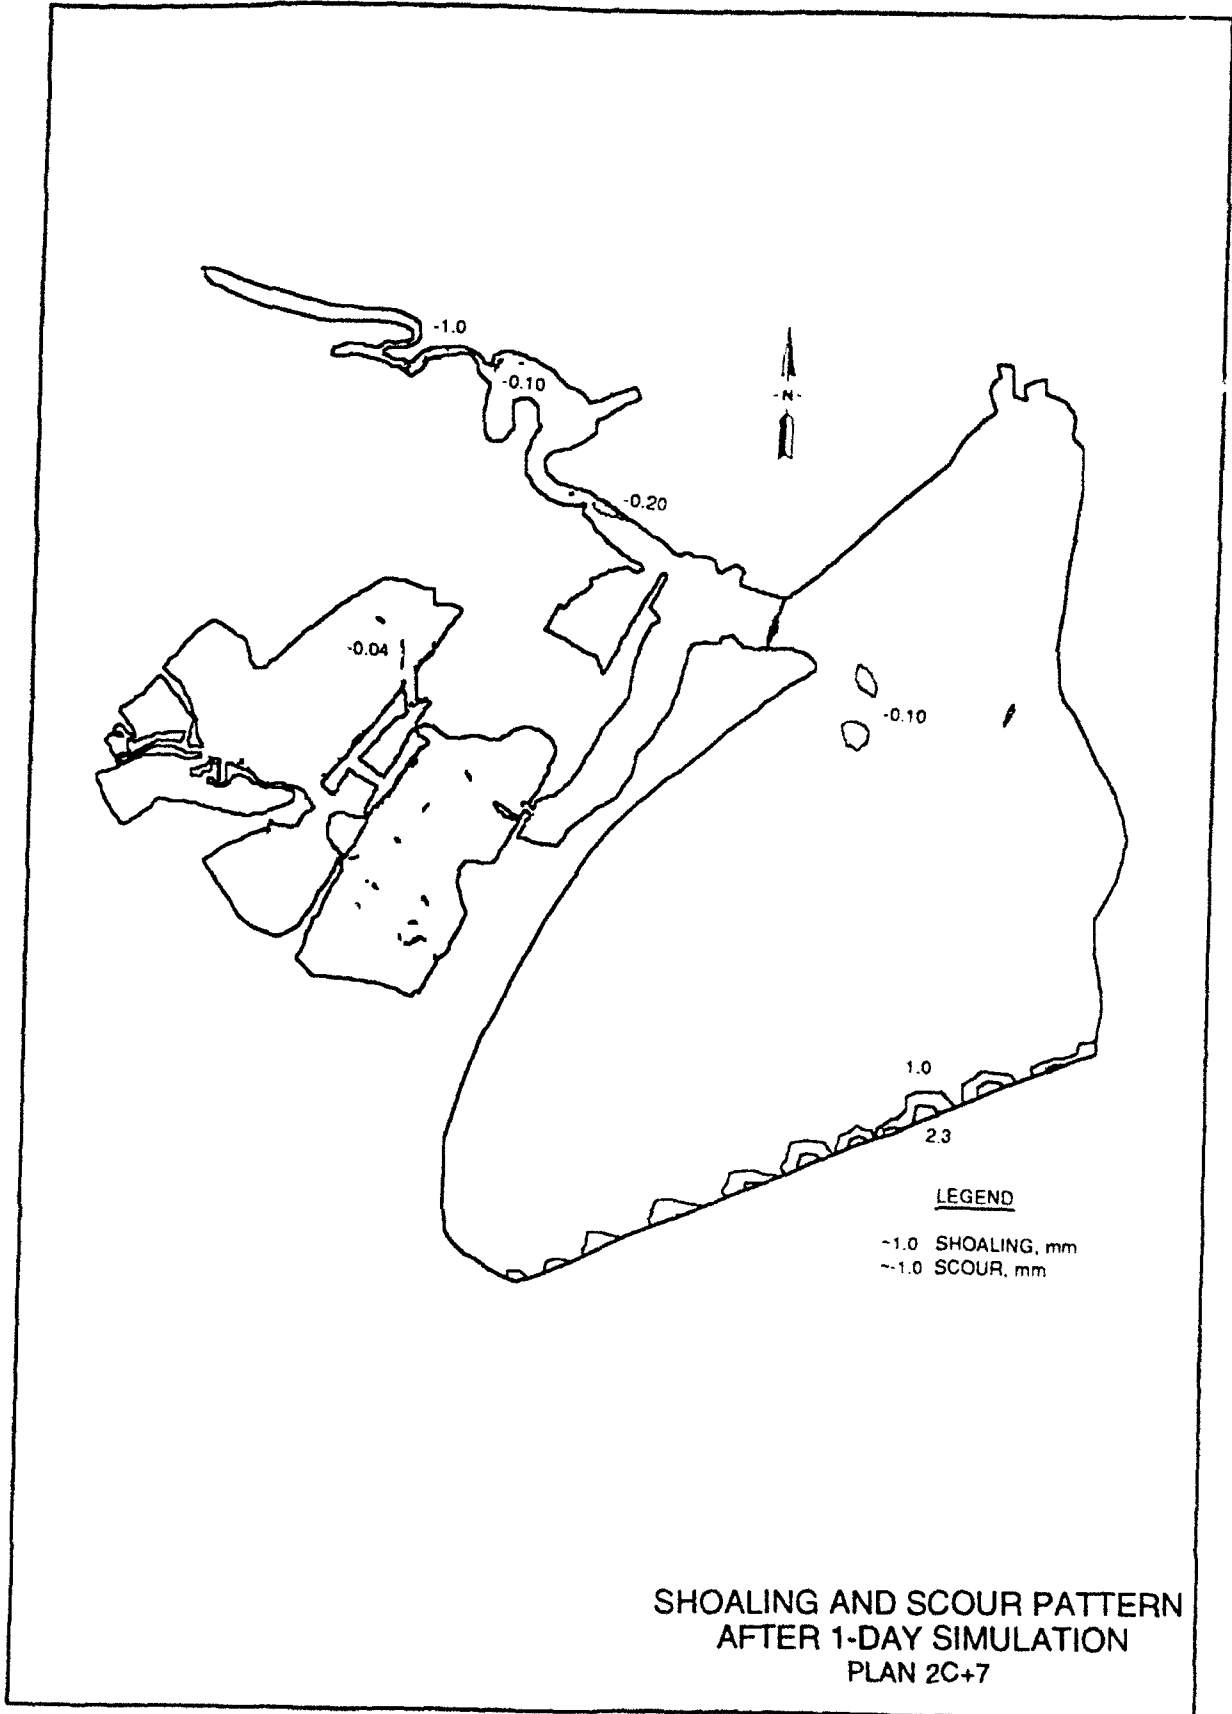 -1.0
-0.10
-N-
-0.20
-0.04
-0.10
1.0
2.3
LEGEND
~1.0 SHOALING, mm
~-1.0 SCOUR, mm
SHOALING AND SCOUR PATTERN
AFTER 1-DAY SIMULATION
PLAN 2C+7